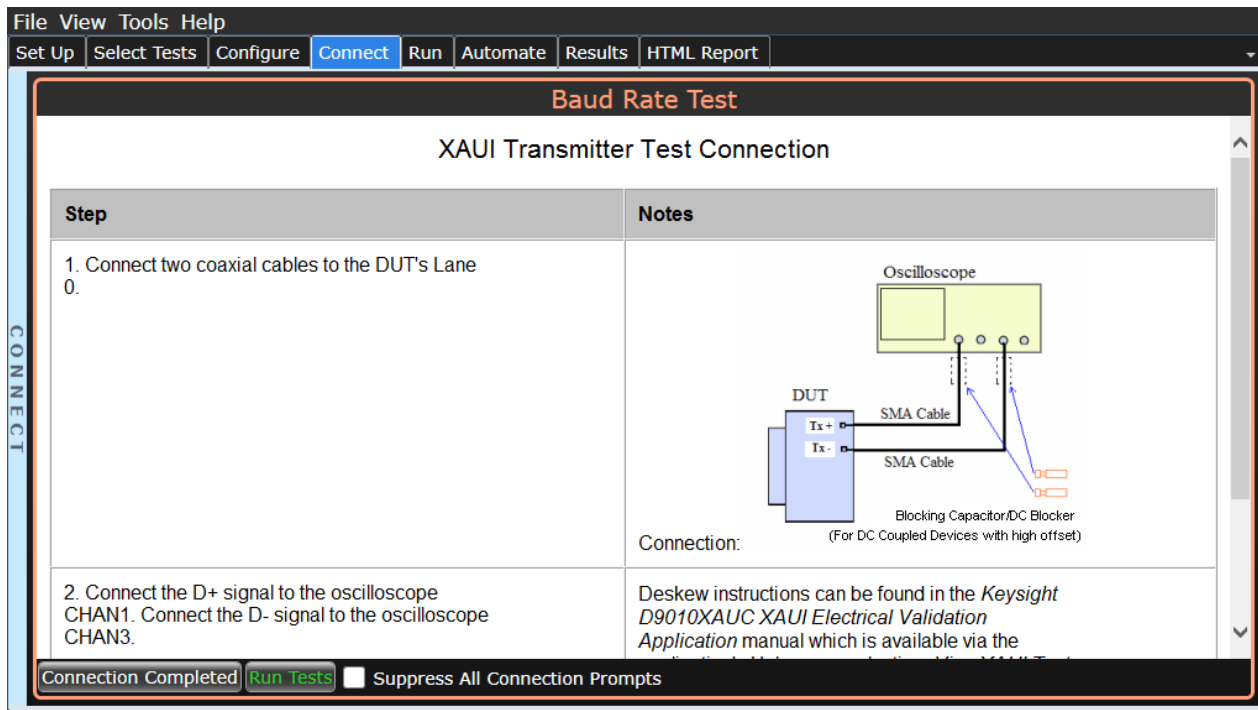 File View Tools Help
Set Up Select Tests Configure Connect Run Automate Results HTML Report
CONNECT
Baud Rate Test
XAUI Transmitter Test Connection
Step
Notes
1. Connect two coaxial cables to the DUT's Lane
0.
Oscilloscope
DUT
SMA Cable
Tx+
Tx-
SMA Cable
Blocking Capacitor/DC Blocker
(For DC Coupled Devices with high offset)
Connection:
2. Connect the D+ signal to the oscilloscope
CHAN1. Connect the D- signal to the oscilloscope
CHAN3.
Deskew instructions can be found in the Keysight
D9010XAUC XAUI Electrical Validation
Application manual which is available via the
Connection Completed Run Tests Suppress All Connection Prompts